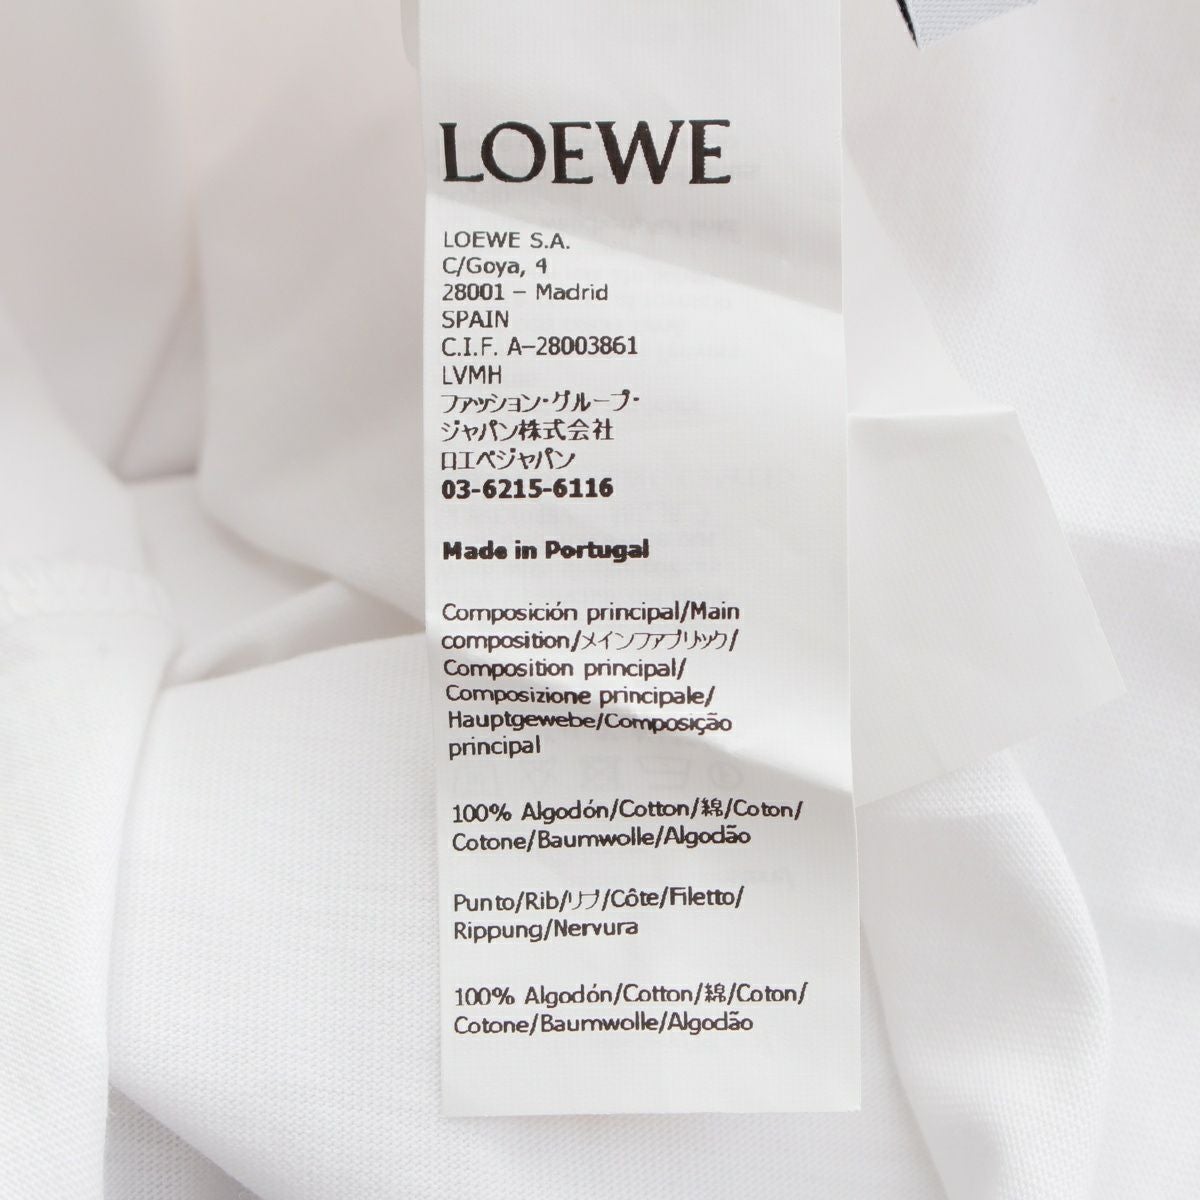 LOEWE
LOEWE S.A.
C/Goya, 4
28001 – Madrid
SPAIN
C.I.F. A–28003861
LVMH
ファッション・グループ・
ジャパン株式会社
ロエベジャパン
03-6215-6116
Made in Portugal
Composición principal/Main
composition/メインファブリック/
Composition principal/
Composizione principale/
Hauptgewebe/Composição
principal
100% Algodón/Cotton/綿/Coton/
Cotone/Baumwolle/Algodão
Punto/Rib/リブ/Côte/Filetto/
Rippung/Nervura
100% Algodón/Cotton/綿/Coton/
Cotone/Baumwolle/Algodão